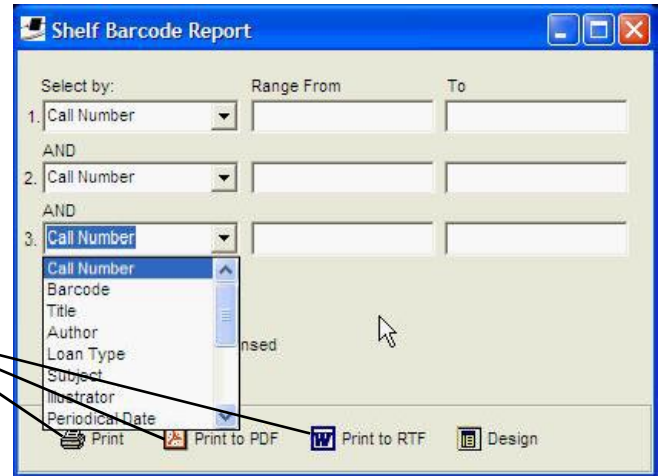 Shelf Barcode Report
Select by: Range From To
1. Call Number
AND
2. Call Number
AND
3. Call Number
Call Number
Barcode
Title
Author
Loan Type
nsed
Subject
Illustrator
Periodical Date
Print Print to PDF Print to RTF Design